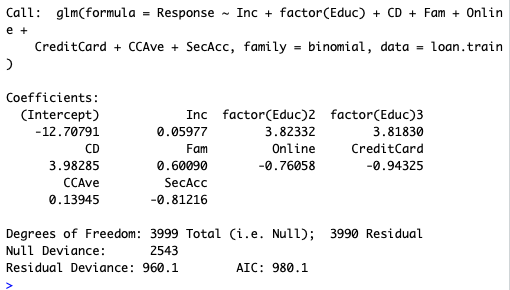 Call:  glm(formula = Response ~ Inc + factor(Educ) + CD + Fam + Onlin
e +
    CreditCard + CCAve + SecAcc, family = binomial, data = loan.train
)
Coefficients:
  (Intercept)            Inc  factor(Educ)2  factor(Educ)3
    -12.70791        0.05977        3.82332        3.81830
           CD            Fam         Online     CreditCard
      3.98285        0.60090       -0.76058       -0.94325
        CCAve         SecAcc
      0.13945       -0.81216
Degrees of Freedom: 3999 Total (i.e. Null);  3990 Residual
Null Deviance:      2543
Residual Deviance: 960.1        AIC: 980.1
>